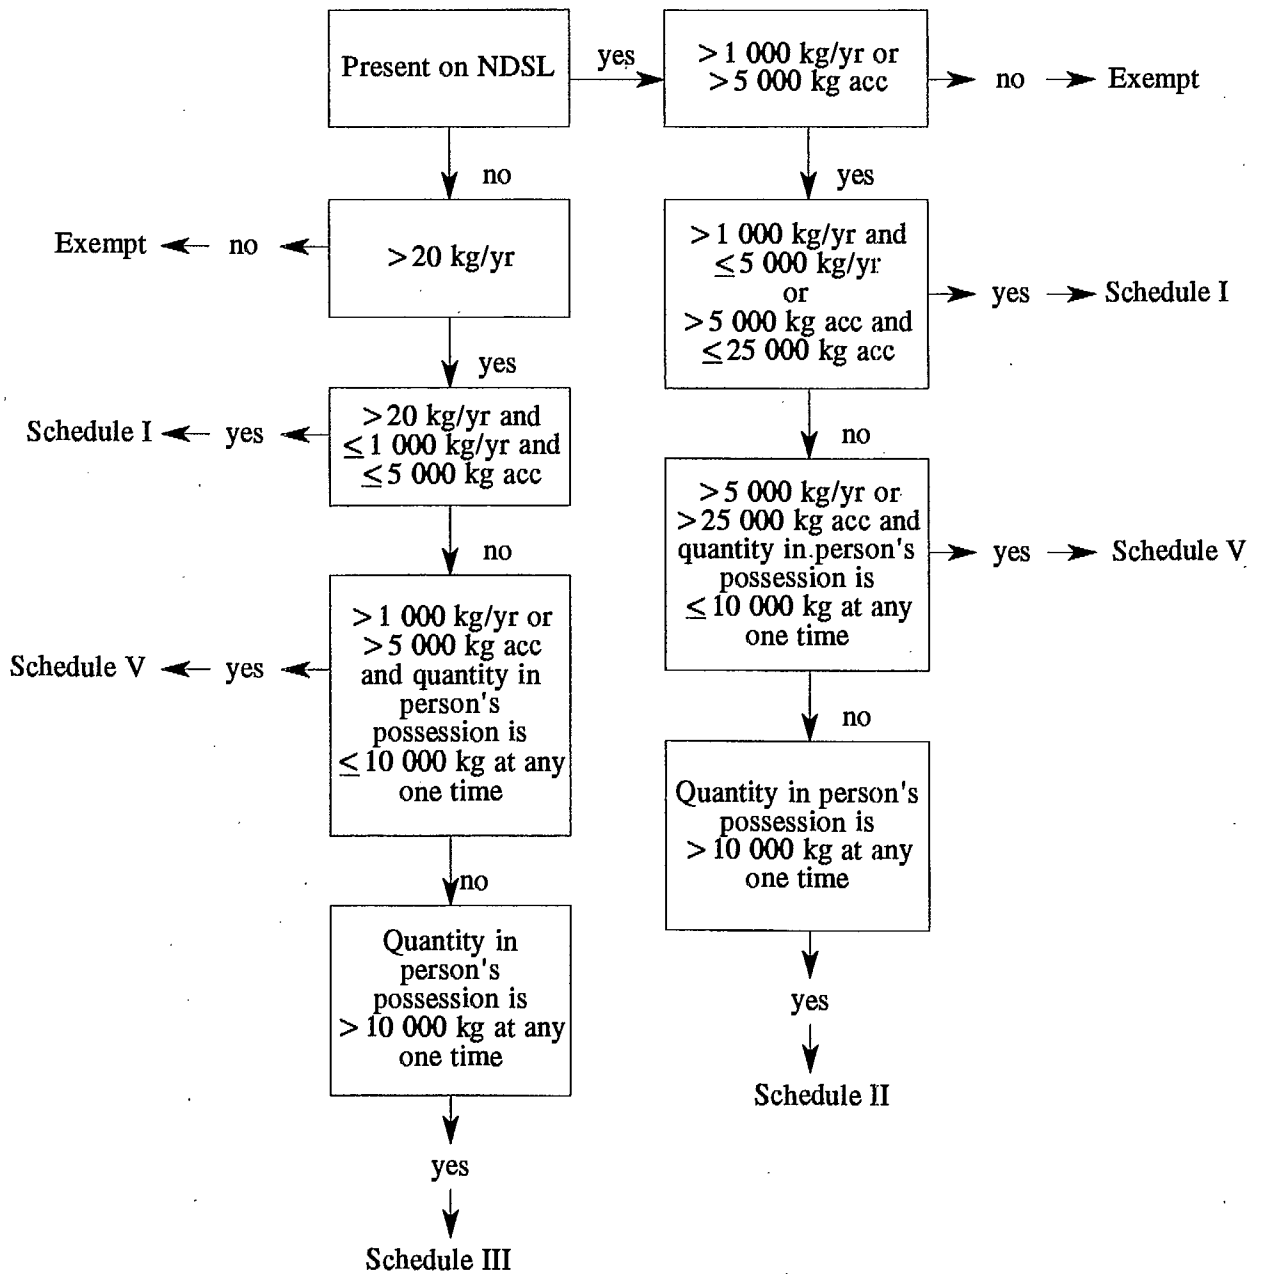 Present on NDSL
yes
>1 000 kg/yr or
>5 000 kg acc
no
Exempt
no
yes
Exempt
no
>20 kg/yr
>1 000 kg/yr and
≤5 000 kg/yr
or
>5 000 kg acc and
≤25 000 kg acc
yes
Schedule I
yes
Schedule I
yes
>20 kg/yr and
≤1 000 kg/yr and
≤5 000 kg acc
no
>5 000 kg/yr or
>25 000 kg acc and
quantity in person's
possession is
≤10 000 kg at any
one time
yes
Schedule V
no
Schedule V
yes
>1 000 kg/yr or
>5 000 kg acc
and quantity in
person's
possession is
≤10 000 kg at any
one time
no
Quantity in person's
possession is
>10 000 kg at any
one time
no
Quantity in
person's
possession is
>10 000 kg at any
one time
yes
Schedule II
yes
Schedule III